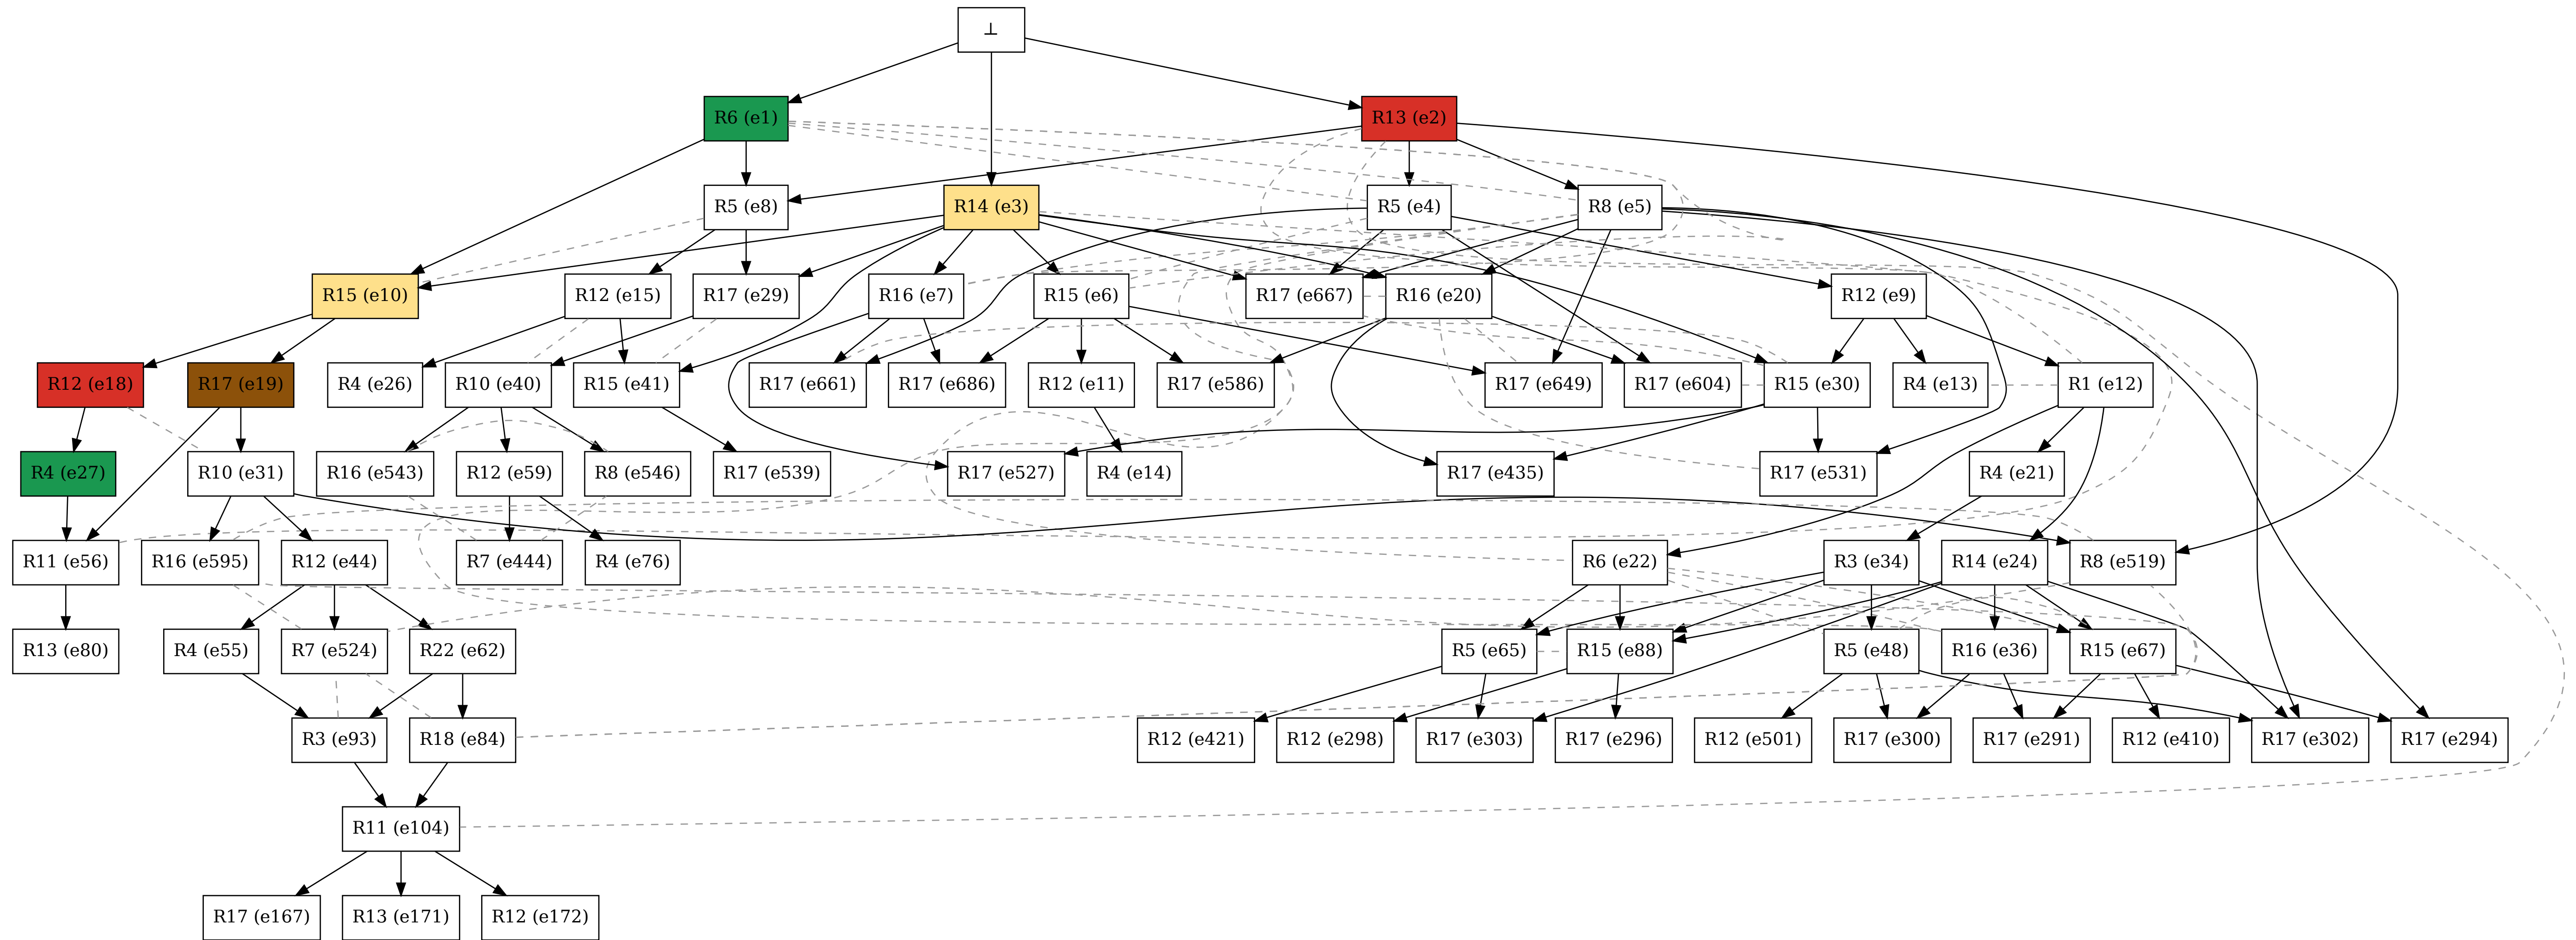 ⊥
R6 (e1)
R13 (e2)
R5 (e8)
R14 (e3)
R5 (e4)
R8 (e5)
R15 (e10)
R12 (e15)
R17 (e29)
R16 (e7)
R15 (e6)
R17 (e667)
R16 (e20)
R12 (e9)
R12 (e18)
R17 (e19)
R4 (e26)
R10 (e40)
R15 (e41)
R17 (e661)
R17 (e686)
R12 (e11)
R17 (e586)
R17 (e649)
R17 (e604)
R15 (e30)
R4 (e13)
R1 (e12)
R4 (e27)
R10 (e31)
R16 (e543)
R12 (e59)
R8 (e546)
R17 (e539)
R17 (e527)
R4 (e14)
R17 (e435)
R17 (e531)
R4 (e21)
R11 (e56)
R16 (e595)
R12 (e44)
R7 (e444)
R4 (e76)
R6 (e22)
R3 (e34)
R14 (e24)
R8 (e519)
R13 (e80)
R4 (e55)
R7 (e524)
R22 (e62)
R5 (e65)
R15 (e88)
R5 (e48)
R16 (e36)
R15 (e67)
R3 (e93)
R18 (e84)
R12 (e421)
R12 (e298)
R17 (e303)
R17 (e296)
R12 (e501)
R17 (e300)
R17 (e291)
R12 (e410)
R17 (e302)
R17 (e294)
R11 (e104)
R17 (e167)
R13 (e171)
R12 (e172)